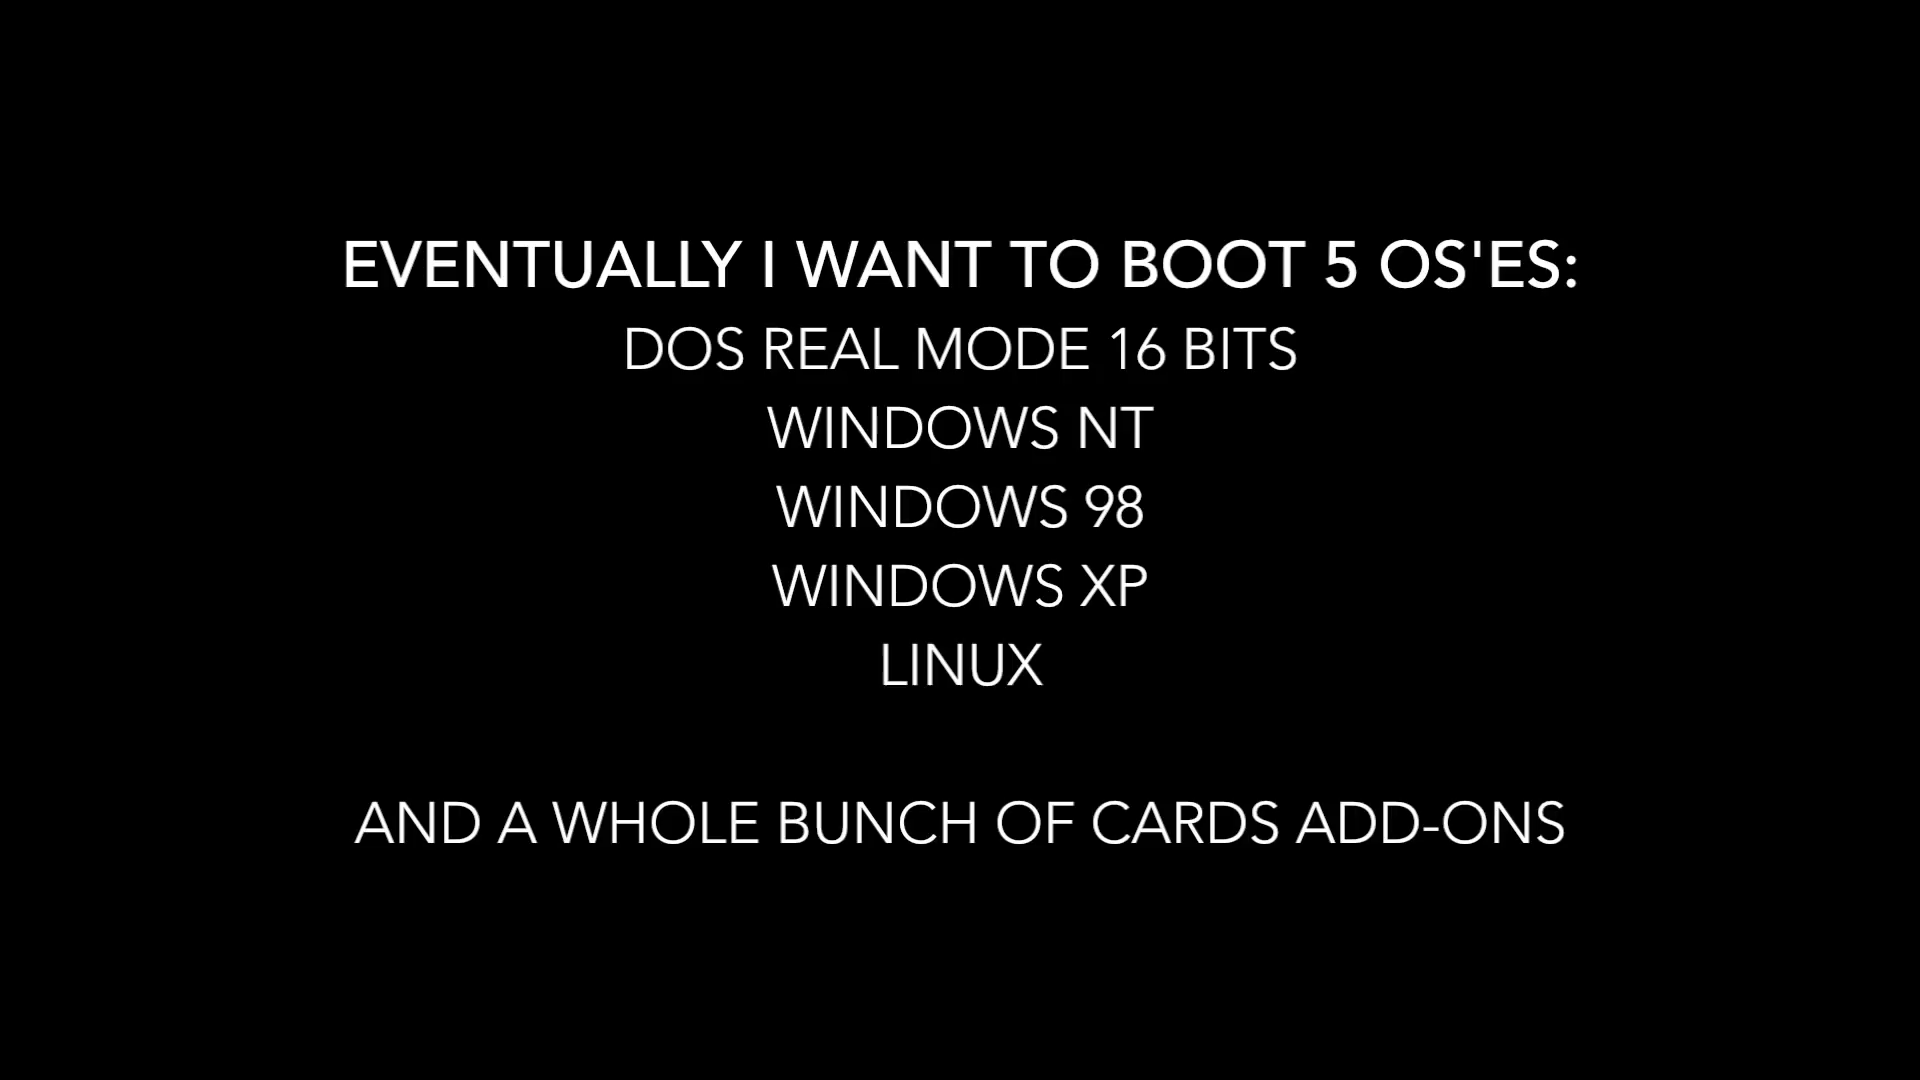 EVENTUALLY I WANT TO BOOT 5 OS'ES:
DOS REAL MODE 16 BITS
WINDOWS NT
WINDOWS 98
WINDOWS XP
LINUX
AND A WHOLE BUNCH OF CARDS ADD-ONS